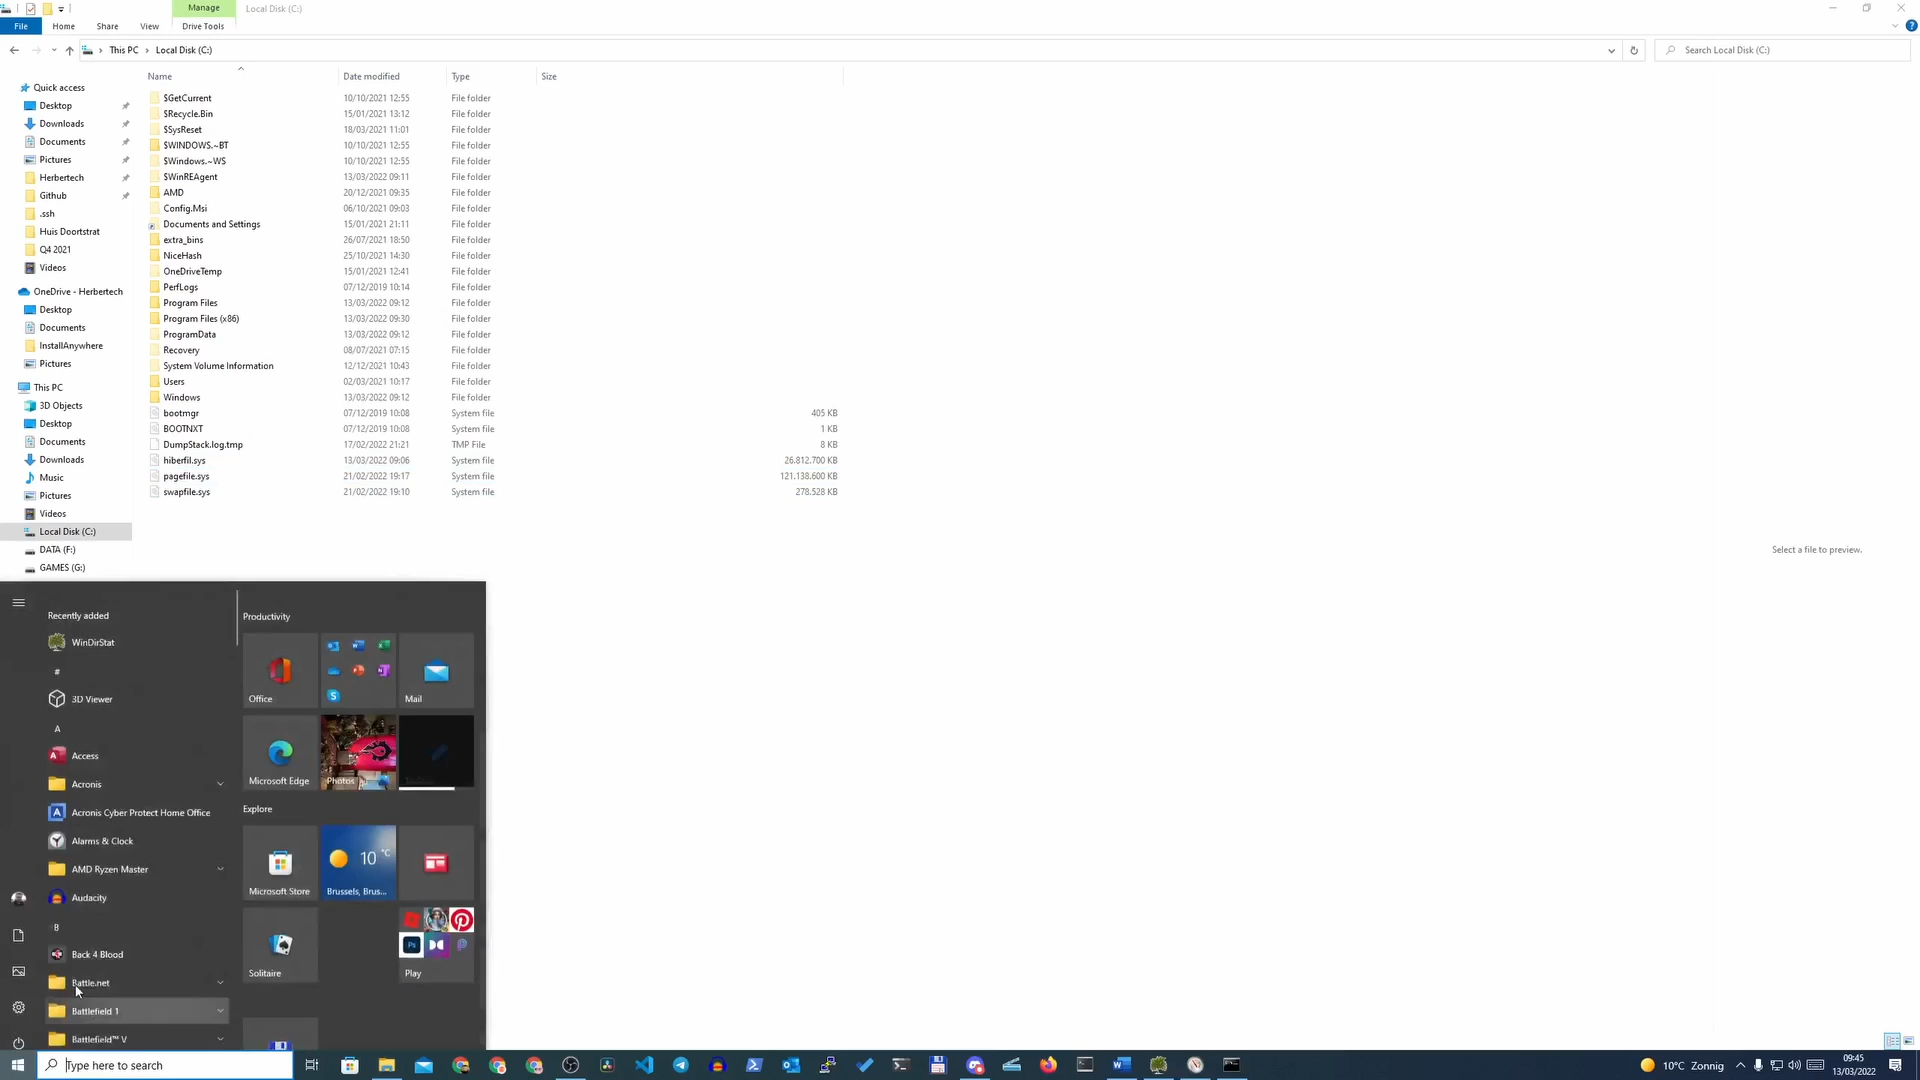 Manage
Local Disk (C:)
File
Home
Share
View
Drive Tools
This PC
Local Disk (C:)
Search Local Disk (C:)
Name
Date modified
Type
Size
Quick access
Desktop
Downloads
Documents
Pictures
Herbertech
Github
.ssh
Huis Doortstrat
Q4 2021
Videos
OneDrive - Herbertech
Desktop
Documents
InstallAnywhere
Pictures
This PC
3D Objects
Desktop
Documents
Downloads
Music
Pictures
Videos
Local Disk (C:)
DATA (F:)
GAMES (G:)
$GetCurrent 10/10/2021 12:55 File folder
$Recycle.Bin 15/01/2021 13:12 File folder
$SysReset 18/03/2021 11:01 File folder
$WINDOWS.~BT 10/10/2021 12:55 File folder
$Windows.~WS 10/10/2021 12:55 File folder
$WinREAgent 13/03/2022 09:11 File folder
AMD 20/12/2021 09:35 File folder
Config.Msi 06/10/2021 09:03 File folder
Documents and Settings 15/01/2021 21:11 File folder
extra_bins 26/07/2021 18:50 File folder
NiceHash 25/10/2021 14:30 File folder
OneDriveTemp 15/01/2021 12:41 File folder
PerfLogs 07/12/2019 10:14 File folder
Program Files 13/03/2022 09:12 File folder
Program Files (x86) 13/03/2022 09:30 File folder
ProgramData 13/03/2022 09:12 File folder
Recovery 08/07/2021 07:15 File folder
System Volume Information 12/12/2021 10:43 File folder
Users 02/03/2021 10:17 File folder
Windows 13/03/2022 09:12 File folder
bootmgr 07/12/2019 10:08 System file 405 KB
BOOTNXT 07/12/2019 10:08 System file 1 KB
DumpStack.log.tmp 17/02/2022 21:21 TMP File 8 KB
hiberfil.sys 13/03/2022 09:06 System file 26.812.700 KB
pagefile.sys 21/02/2022 19:17 System file 121.138.600 KB
swapfile.sys 21/02/2022 19:10 System file 278.528 KB
Select a file to preview.
Recently added
WinDirStat
#
3D Viewer
A
Access
Acronis
Acronis Cyber Protect Home Office
Alarms & Clock
AMD Ryzen Master
Audacity
B
Back 4 Blood
Battle.net
Battlefield 1
Battlefield™ V
Productivity
Office
Mail
Microsoft Edge
Photos
Explore
Microsoft Store
10 °C
Brussels, Brus...
Solitaire
Ps
Play
Type here to search
10°C Zonnig
09:45
13/03/2022